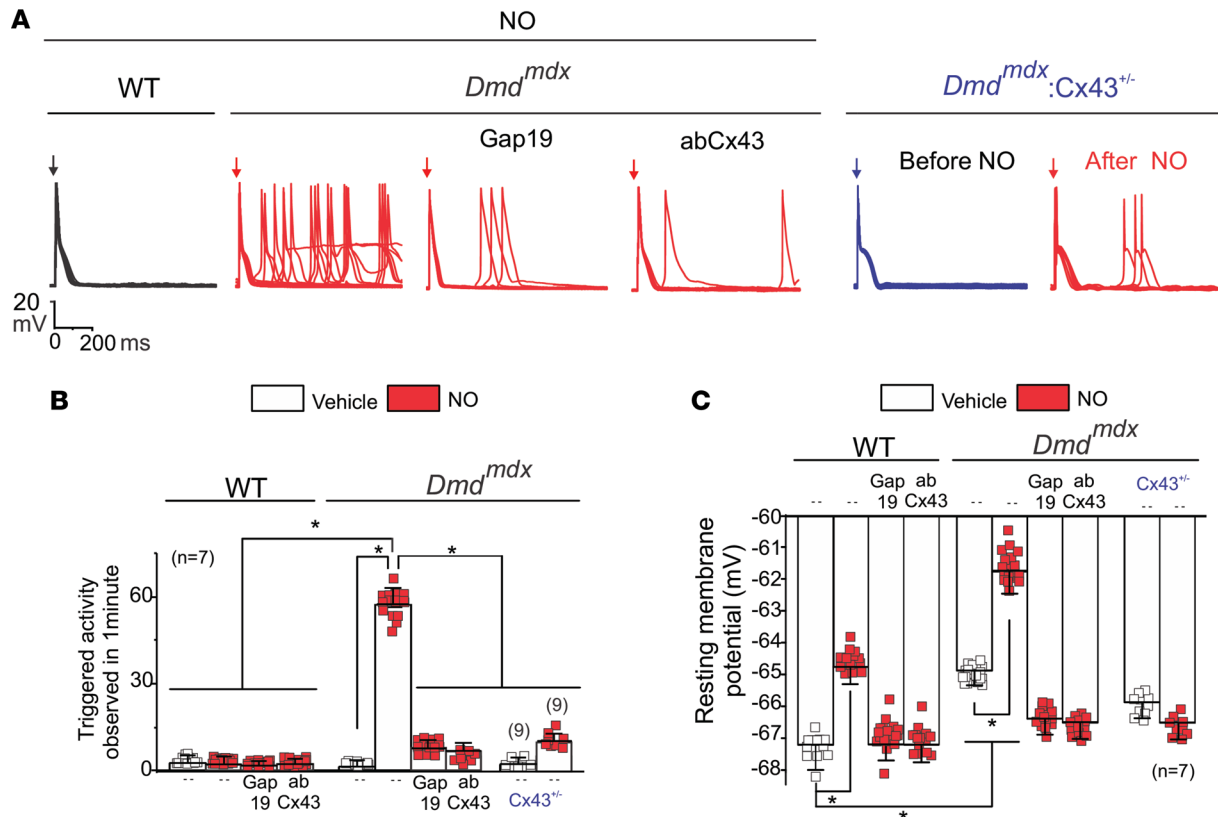 A
NO
WT
Dmd^mdx
Dmd^mdx:Cx43^+/-
Gap19
abCx43
Before NO
After NO
20
mV
0
200 ms
B
Vehicle
NO
WT
Dmd^mdx
*
(n=7)
*
*
Triggered activity
observed in 1minute
60
30
0
(9)
(9)
--
--
Gap
19
ab
Cx43
--
--
Gap
19
ab
Cx43
--
--
Cx43^+/-
C
Vehicle
NO
WT
Dmd^mdx
--
--
Gap
19
ab
Cx43
--
--
Gap
19
ab
Cx43
Cx43^+/-
--
--
Resting membrane
potential (mV)
-60
-61
-62
-63
-64
-65
-66
-67
-68
*
*
*
(n=7)